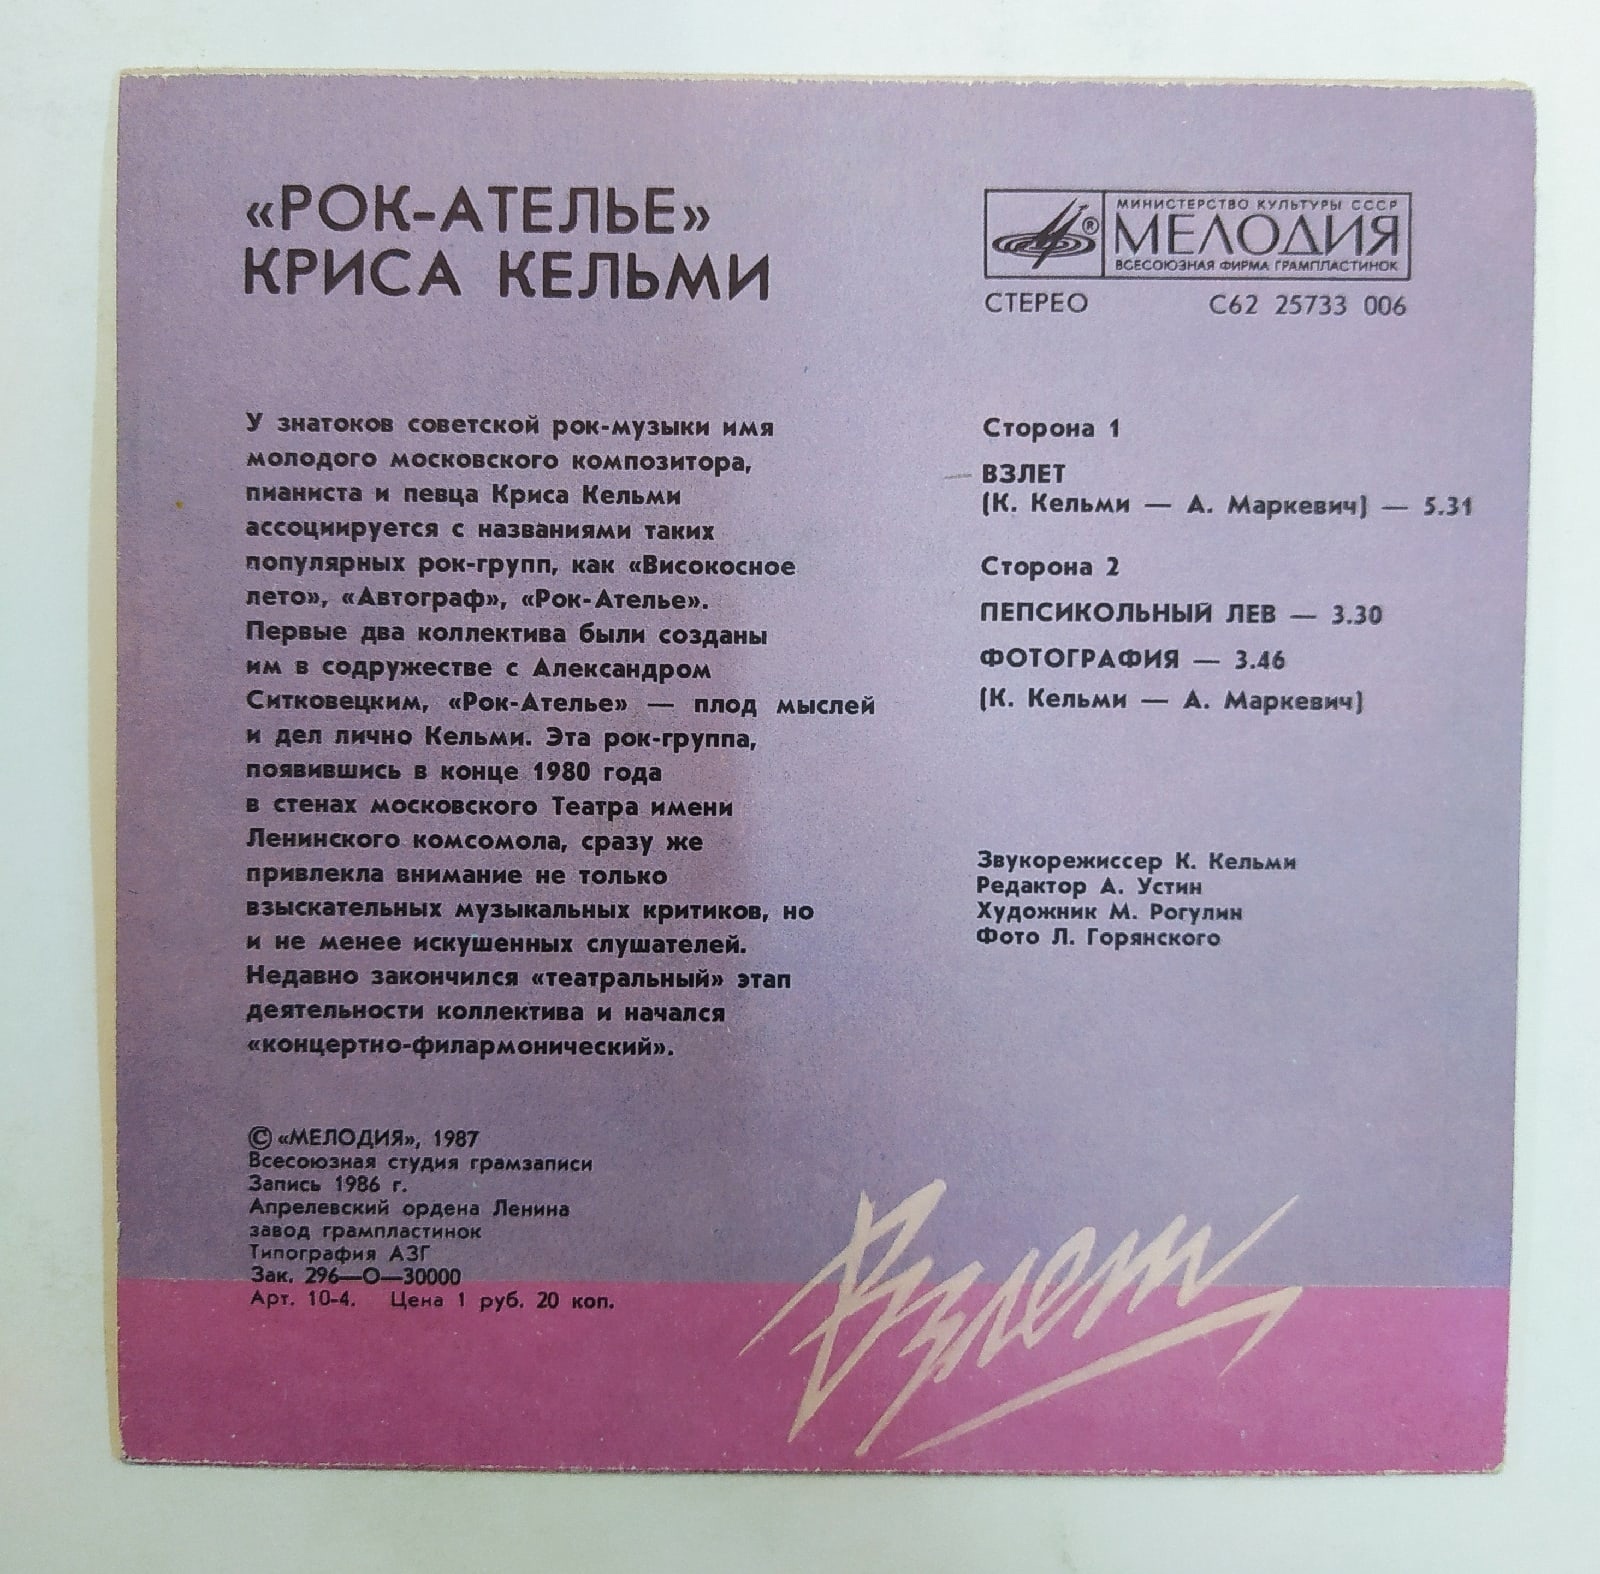 «РОК-АТЕЛЬЕ»
КРИСА КЕЛЬМИ
МИНИСТЕРСТВО КУЛЬТУРЫ СССР
МЕЛОДИЯ
ВСЕСОЮЗНАЯ ФИРМА ГРАМПЛАСТИНОК
®
СТЕРЕО С62 25733 006
У знатоков советской рок-музыки имя
молодого московского композитора,
пианиста и певца Криса Кельми
ассоциируется с названиями таких
популярных рок-групп, как «Високосное
лето», «Автограф», «Рок-Ателье».
Первые два коллектива были созданы
им в содружестве с Александром
Ситковецким, «Рок-Ателье» — плод мыслей
и дел лично Кельми. Эта рок-группа,
появившись в конце 1980 года
в стенах московского Театра имени
Ленинского комсомола, сразу же
привлекла внимание не только
взыскательных музыкальных критиков, но
и не менее искушенных слушателей.
Недавно закончился «театральный» этап
деятельности коллектива и начался
«концертно-филармонический».
Сторона 1
ВЗЛЕТ
(К. Кельми — А. Маркевич) — 5.31
Сторона 2
ПЕПСИКОЛЬНЫЙ ЛЕВ — 3.30
ФОТОГРАФИЯ — 3.46
(К. Кельми — А. Маркевич)
Звукорежиссер К. Кельми
Редактор А. Устин
Художник М. Рогулин
Фото Л. Горянского
© «МЕЛОДИЯ», 1987
Всесоюзная студия грамзаписи
Запись 1986 г.
Апрелевский ордена Ленина
завод грампластинок
Типография АЗГ
Зак. 296—О—30000
Арт. 10-4. Цена 1 руб. 20 коп.
Взлет